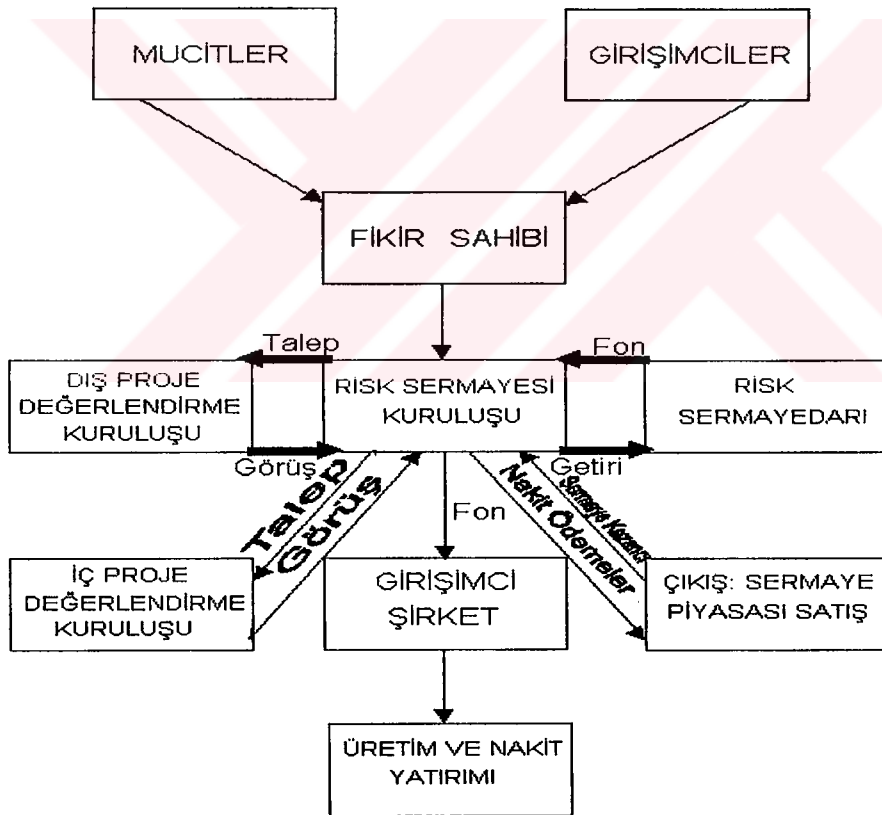 MUCİTLER
GİRİŞİMCİLER
FİKİR SAHİBİ
Talep
Fon
DIŞ PROJE
DEĞERLENDİRME
KURULUŞU
RİSK SERMAYESİ
KURULUŞU
RİSK
SERMAYEDARI
Görüş
Getiri
Talep
Görüş
Fon
Sermaye Kazancı
Nakit Ödemeler
İÇ PROJE
DEĞERLENDİRME
KURULUŞU
GİRİŞİMCİ
ŞİRKET
ÇIKIŞ: SERMAYE
PİYASASI SATIŞ
ÜRETİM VE NAKİT
YATIRIMI